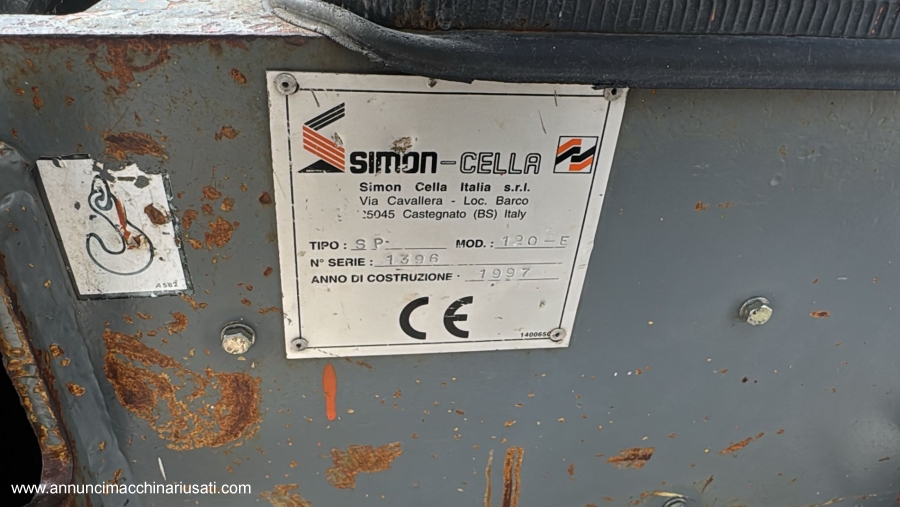 SIMON-CELLA
Simon Cella Italia s.r.l.
Via Cavallera - Loc. Barco
25045 Castegnato (BS) Italy
TIPO: SP MOD.: 120-E
N° SERIE: 1396
ANNO DI COSTRUZIONE: 1997
CE
A582
www.annuncimacchinariusati.com